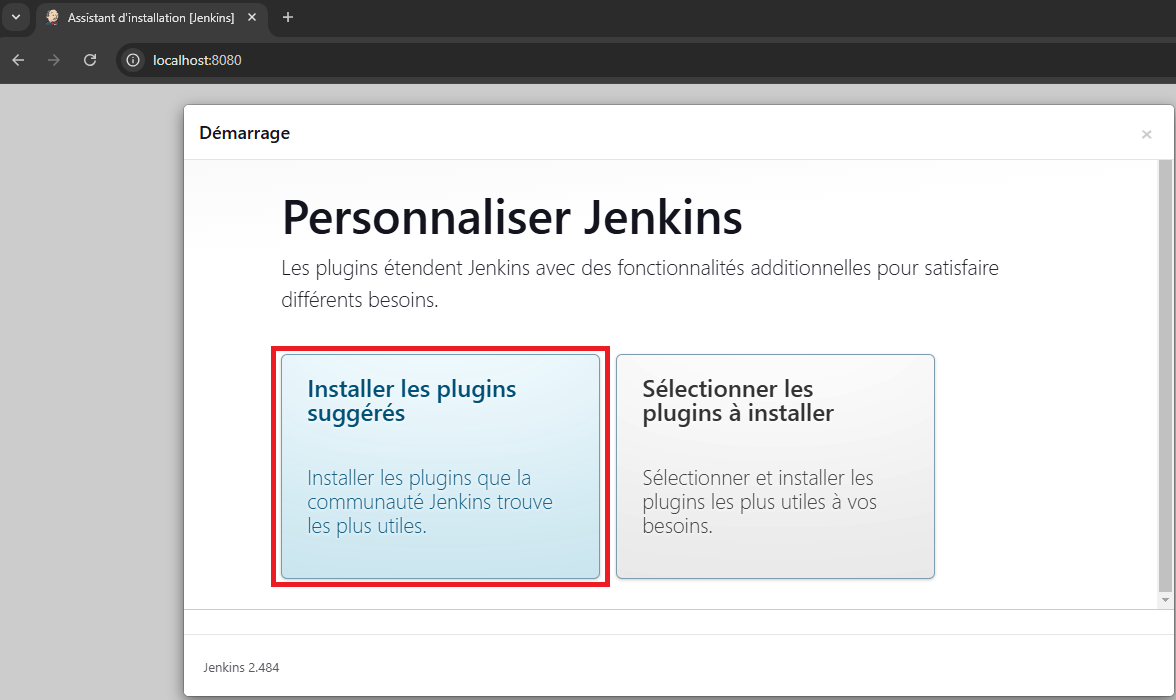 Assistant d'installation [Jenkins]
localhost:8080
Démarrage
Personnaliser Jenkins
Les plugins étendent Jenkins avec des fonctionnalités additionnelles pour satisfaire
différents besoins.
Installer les plugins
suggérés
Installer les plugins que la
communauté Jenkins trouve
les plus utiles.
Sélectionner les
plugins à installer
Sélectionner et installer les
plugins les plus utiles à vos
besoins.
Jenkins 2.484